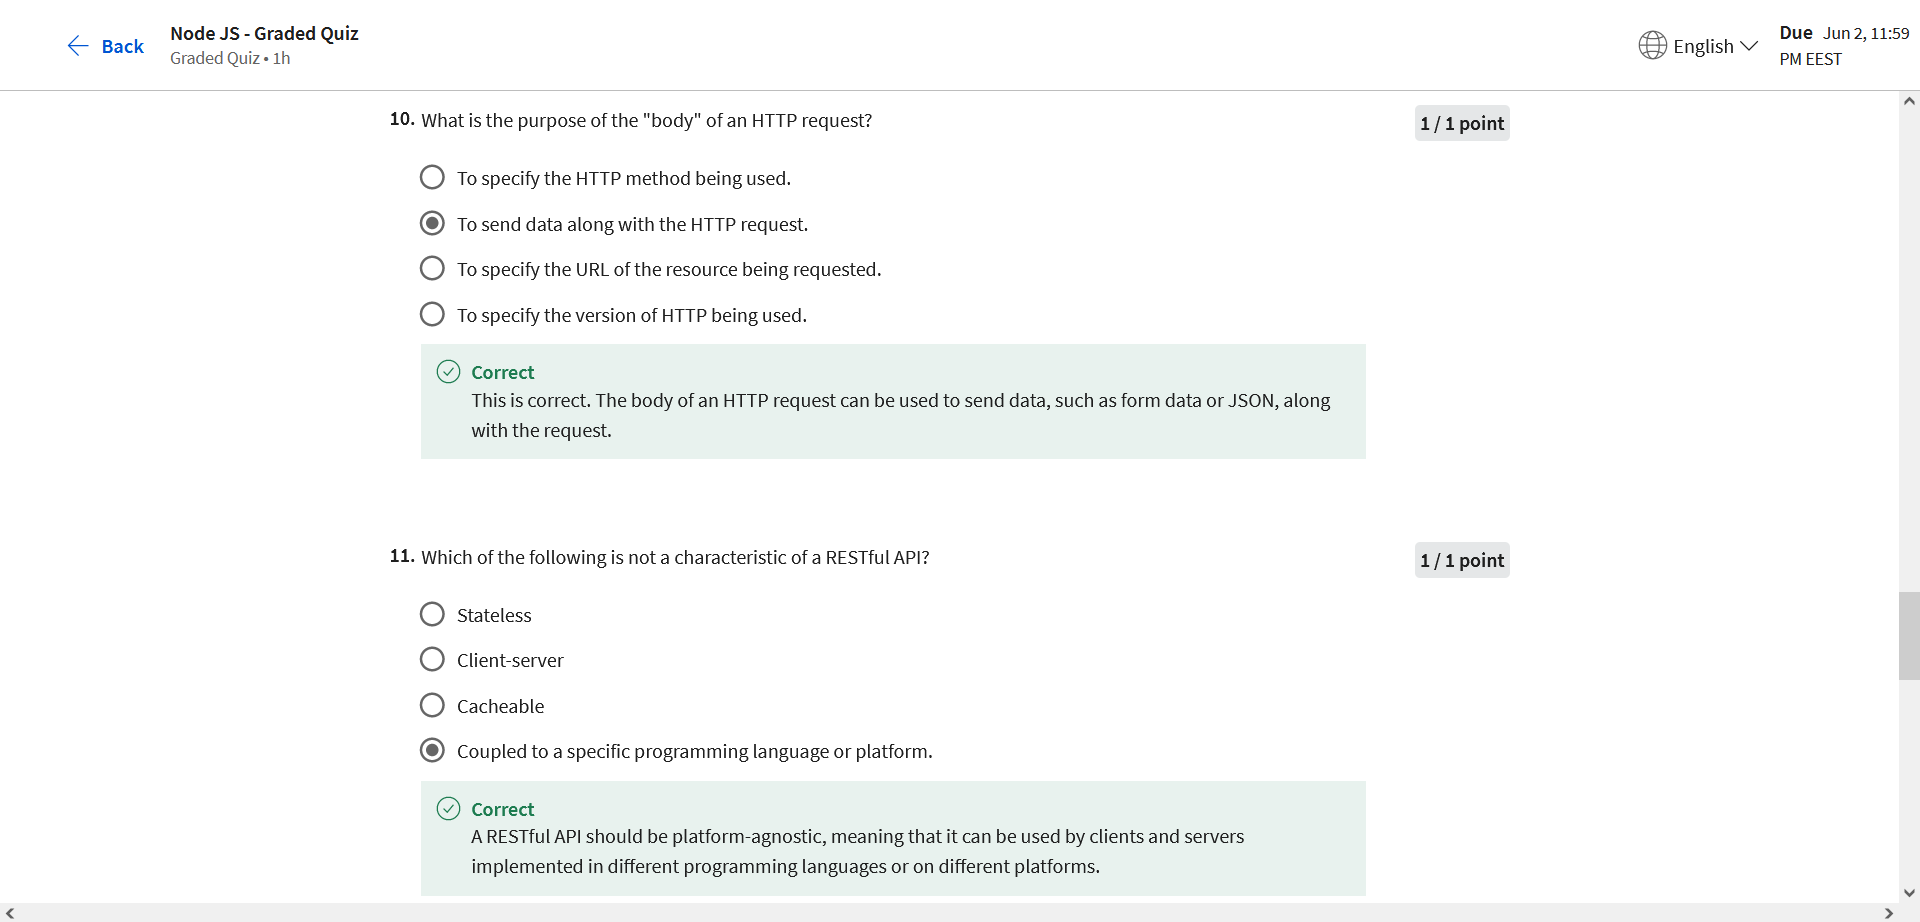 Back
Node JS - Graded Quiz
Graded Quiz • 1h
English
Due Jun 2, 11:59
PM EEST
10. What is the purpose of the "body" of an HTTP request?
1 / 1 point
To specify the HTTP method being used.
To send data along with the HTTP request.
To specify the URL of the resource being requested.
To specify the version of HTTP being used.
Correct
This is correct. The body of an HTTP request can be used to send data, such as form data or JSON, along
with the request.
11. Which of the following is not a characteristic of a RESTful API?
1 / 1 point
Stateless
Client-server
Cacheable
Coupled to a specific programming language or platform.
Correct
A RESTful API should be platform-agnostic, meaning that it can be used by clients and servers
implemented in different programming languages or on different platforms.